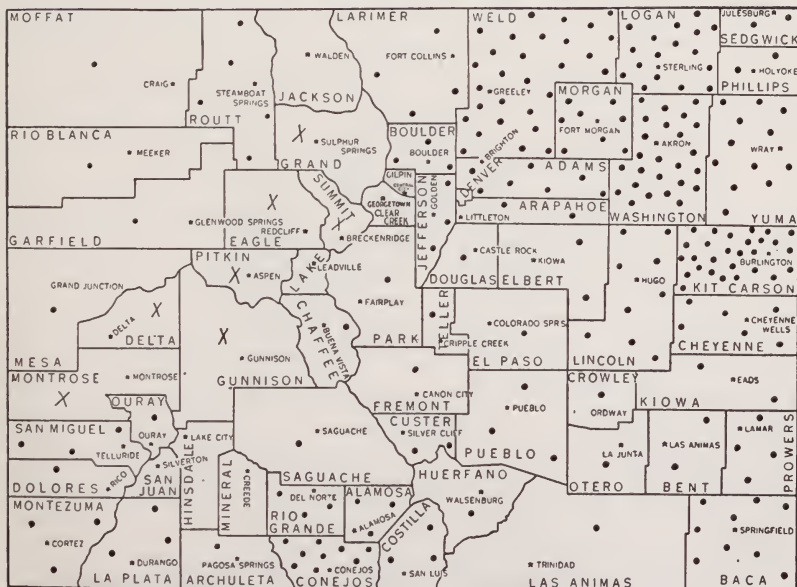 MOFFAT
LARIMER
WELD
LOGAN
JULESBURG
SEDGWICK
WALDEN
FORT COLLINS
CRAIG
STEAMBOAT SPRINGS
JACKSON
GREELEY
STERLING
HOLYOKE
PHILLIPS
ROUTT
MORGAN
RIO BLANCA
X
SULPHUR SPRINGS
BOULDER
FORT MORGAN
AKRON
WRAY
MEEKER
GRAND
BOULDER
BRIGHTON
ADAMS
GILPIN
CENTRAL CITY
DENVER
X
SUMMIT
X
GEORGETOWN
CLEAR CREEK
JEFFERSON
GOLDEN
ARAPAHOE
GLENWOOD SPRINGS
REDCLIFF
LITTLETON
WASHINGTON
YUMA
GARFIELD
EAGLE
BRECKENRIDGE
PITKIN
CASTLE ROCK
KIOWA
BURLINGTON
X
ASPEN
LAKE
LEADVILLE
DOUGLAS
ELBERT
HUGO
KIT CARSON
GRAND JUNCTION
FAIRPLAY
X
TELLER
CHEYENNE WELLS
DELTA
X
CHAFFEE
BUENA VISTA
COLORADO SPRS
DELTA
CRIPPLE CREEK
MESA
GUNNISON
PARK
EL PASO
LINCOLN
CHEYENNE
MONTROSE
MONTROSE
GUNNISON
CROWLEY
EADS
X
OURAY
CANON CITY
PUEBLO
FREMONT
ORDWAY
KIOWA
SAN MIGUEL
OURAY
LAKE CITY
SAGUACHE
CUSTER
SILVER CLIFF
LAMAR
TELLURIDE
SILVERTON
PUEBLO
LA JUNTA
LAS ANIMAS
PROWERS
DOLORES
RICO
SAN JUAN
HINSDALE
MINERAL
CREEDE
SAGUACHE
HUERFANO
OTERO
BENT
MONTEZUMA
DEL NORTE
ALAMOSA
WALSENBURG
RIO GRANDE
ALAMOSA
COSTILLA
SPRINGFIELD
CORTEZ
DURANGO
PAGOSA SPRINGS
CONEJOS
SAN LUIS
TRINIDAD
LA PLATA
ARCHULETA
CONEJOS
LAS ANIMAS
BACA